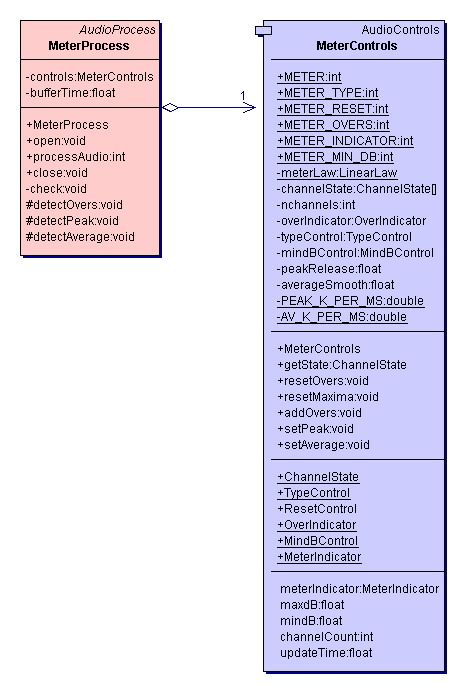 AudioProcess
MeterProcess
-controls:MeterControls
-bufferTime:float
+MeterProcess
+open:void
+processAudio:int
+close:void
-check:void
#detectOvers:void
#detectPeak:void
#detectAverage:void
1
AudioControls
MeterControls
+METER:int
+METER_TYPE:int
+METER_RESET:int
+METER_OVERS:int
+METER_INDICATOR:int
+METER_MIN_DB:int
-meterLaw:LinearLaw
-channelState:ChannelState[]
-nchannels:int
-overIndicator:OverIndicator
-typeControl:TypeControl
-mindBControl:MindBControl
-peakRelease:float
-averageSmooth:float
-PEAK_K_PER_MS:double
-AV_K_PER_MS:double
+MeterControls
+getState:ChannelState
+resetOvers:void
+resetMaxima:void
+addOvers:void
+setPeak:void
+setAverage:void
+ChannelState
+TypeControl
+ResetControl
+OverIndicator
+MindBControl
+MeterIndicator
meterIndicator:MeterIndicator
maxdB:float
mindB:float
channelCount:int
updateTime:float